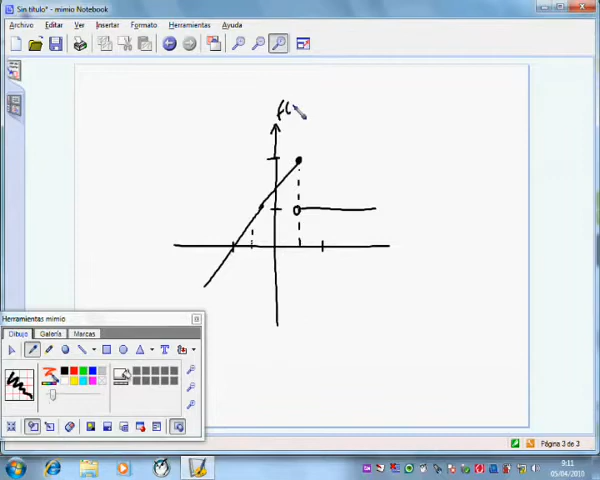 Sin título* - mimio Notebook
Archivo Editar Ver Insertar Formato Herramientas Ayuda
f(
Herramientas mimio
Dibujo Galería Marcas
Página 3 de 3
9:11
05/04/2010